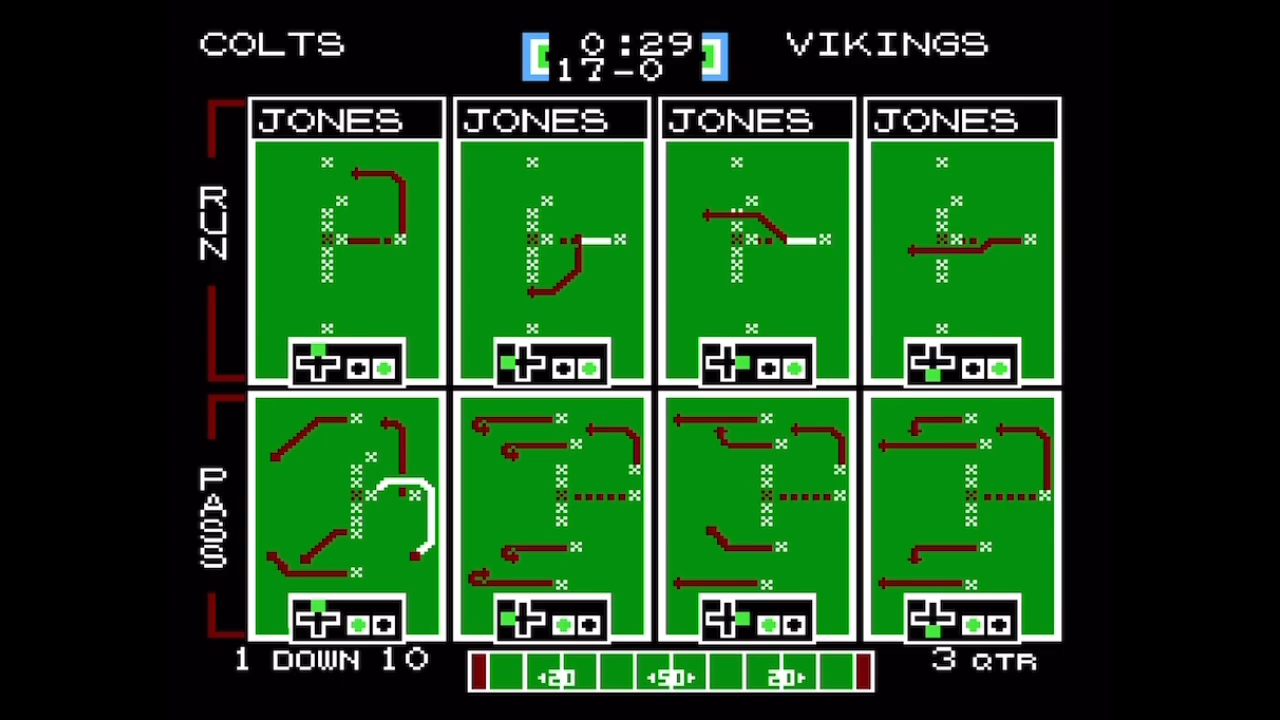 COLTS 0:29 VIKINGS
17-0
JONES JONES JONES JONES
RUN
PASS
1 DOWN 10
◂20 ◂50▸ 20▸
3 QTR